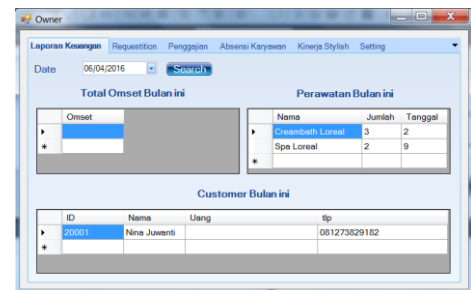 Owner
Laporan Keuangan Requestition Penggajian Absensi Karyawan Kinerja Stylish Setting
Date 06/04/2016 Search
Total Omset Bulan ini
Perawatan Bulan ini
Omset
Nama Jumlah Tanggal
Creambath Loreal 3 2
Spa Loreal 2 9
Customer Bulan ini
ID Nama Uang tlp
20001 Nina Juwanti 081273829182